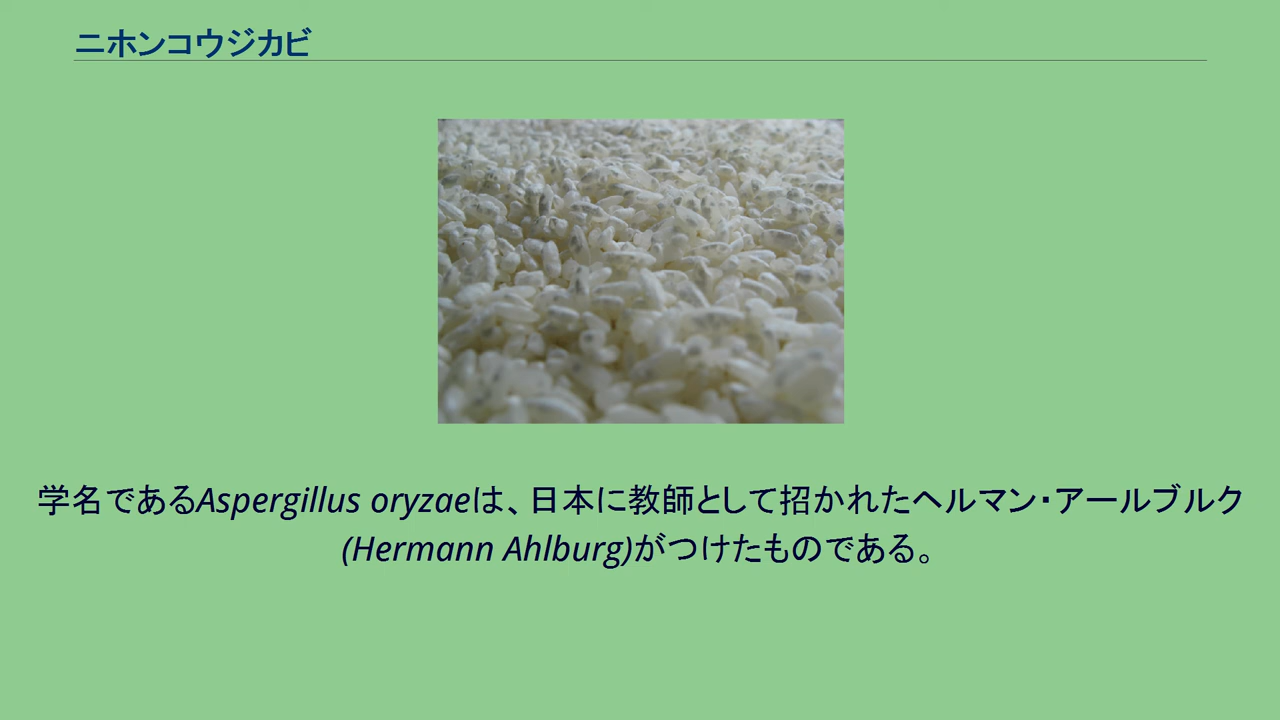 ニホンコウジカビ
学名であるAspergillus oryzaeは、日本に教師として招かれたヘルマン・アールブルク
(Hermann Ahlburg)がつけたものである。